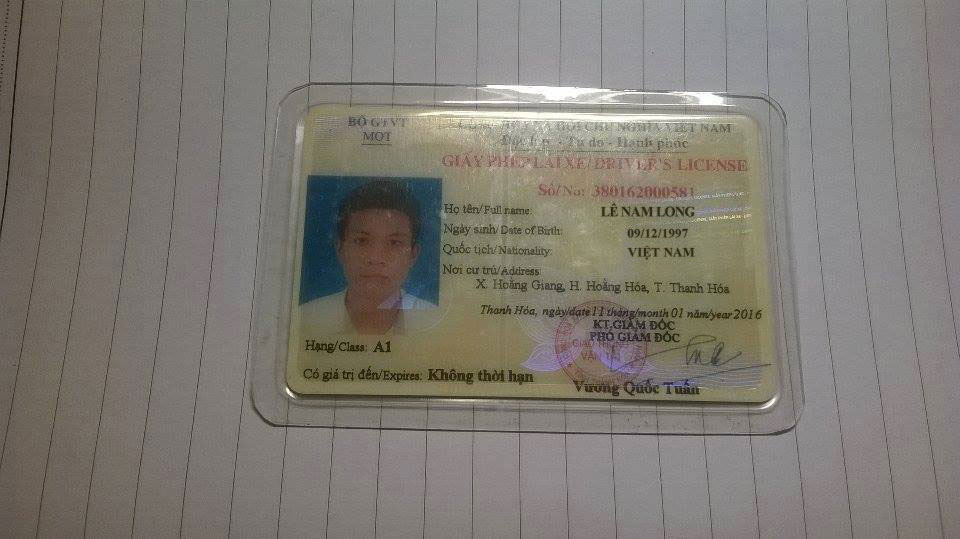 BỘ GTVT
MOT
HỘI CHỦ NGHĨA VIỆT NAM
Độc lập - Tự do - Hạnh phúc
GIẤY PHÉP LÁI XE/DRIVER'S LICENSE
Số/No: 380162000581
Họ tên/Full name: LÊ NAM LONG
Ngày sinh/Date of Birth: 09/12/1997
Quốc tịch/Nationality: VIỆT NAM
Nơi cư trú/Address:
X. Hoằng Giang, H. Hoằng Hóa, T. Thanh Hóa
Thanh Hóa, ngày/date 11 tháng/month 01 năm/year 2016
KT.GIÁM ĐỐC
PHÓ GIÁM ĐỐC
GIAO THÔNG
VẬN TẢI
Hạng/Class: A1
Có giá trị đến/Expires: Không thời hạn
Vương Quốc Tuấn